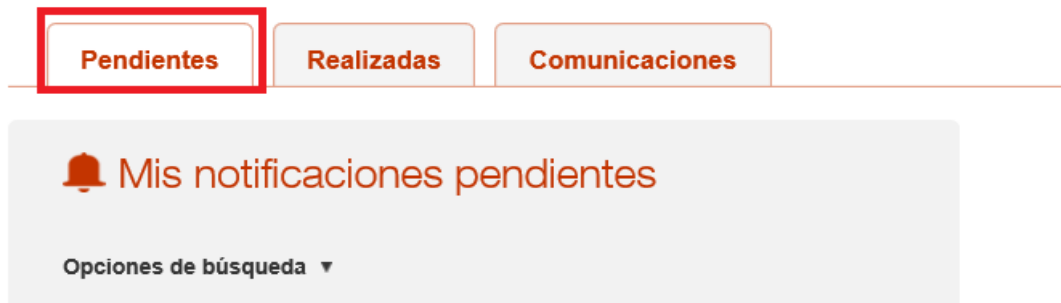 Pendientes Realizadas Comunicaciones
Mis notificaciones pendientes
Opciones de búsqueda ▼